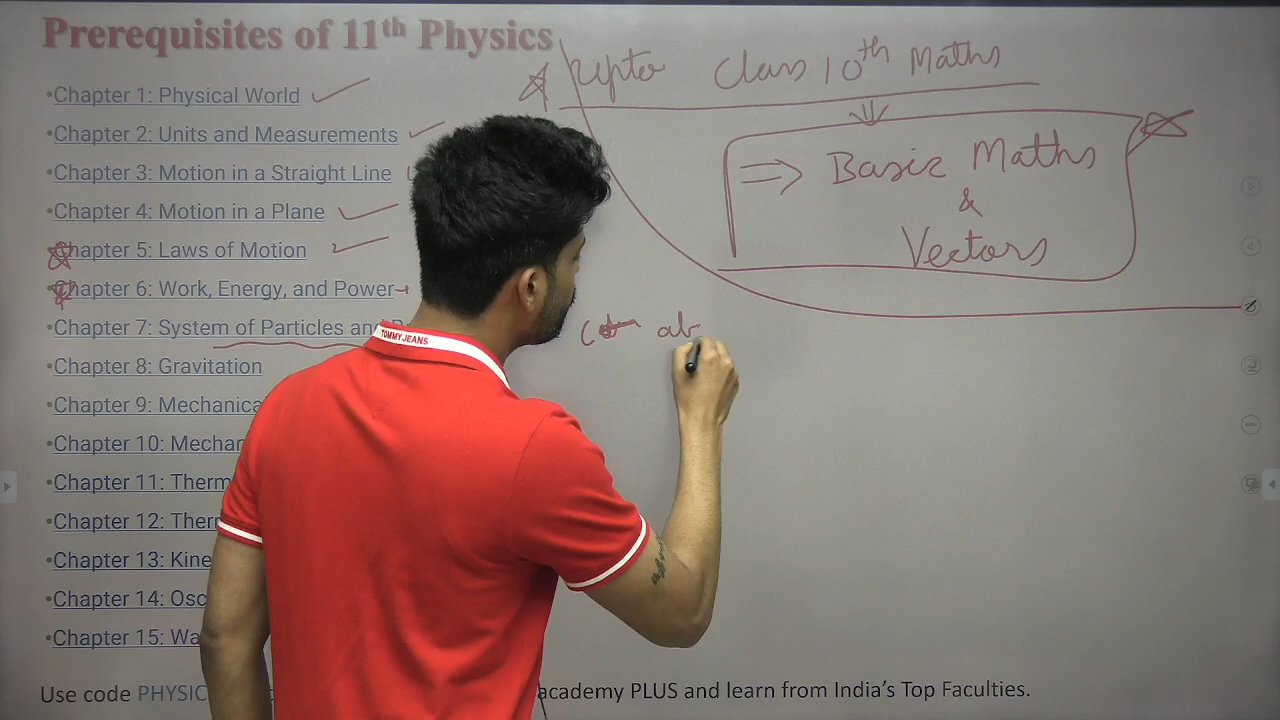 Prerequisites of 11th Physics
•Chapter 1: Physical World
•Chapter 2: Units and Measurements
•Chapter 3: Motion in a Straight Line
•Chapter 4: Motion in a Plane
Chapter 5: Laws of Motion
Chapter 6: Work, Energy, and Power
•Chapter 7: System of Particles
•Chapter 8: Gravitation
•Chapter 9: Mechanica
•Chapter 10: Mechan
•Chapter 11: Therm
•Chapter 12: Ther
•Chapter 13: Kine
•Chapter 14: Osc
•Chapter 15: Wa
Use code PHYSIC academy PLUS and learn from India's Top Faculties.
upto Class 10th Maths
⇒ Basic Maths
&
Vectors
ab
TOMMY JEANS